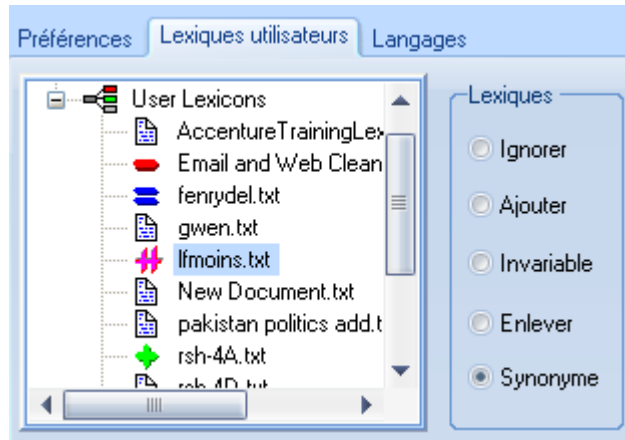 Préférences Lexiques utilisateurs Langages
User Lexicons
AccentureTrainingLex
Email and Web Clean
fenrydel.txt
gwen.txt
lfmoins.txt
New Document.txt
pakistan politics add.t
rsh-4A.txt
Lexiques
Ignorer
Ajouter
Invariable
Enlever
Synonyme